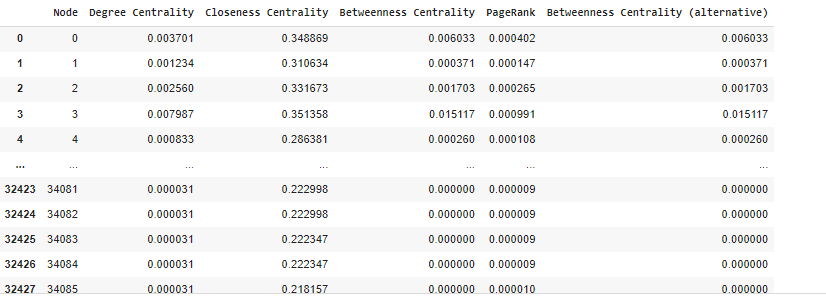 Node Degree Centrality Closeness Centrality Betweenness Centrality PageRank Betweenness Centrality (alternative)
0 0 0.003701 0.348869 0.006033 0.000402 0.006033
1 1 0.001234 0.310634 0.000371 0.000147 0.000371
2 2 0.002560 0.331673 0.001703 0.000265 0.001703
3 3 0.007987 0.351358 0.015117 0.000991 0.015117
4 4 0.000833 0.286381 0.000260 0.000108 0.000260
... ... ... ... ... ... ...
32423 34081 0.000031 0.222998 0.000000 0.000009 0.000000
32424 34082 0.000031 0.222998 0.000000 0.000009 0.000000
32425 34083 0.000031 0.222347 0.000000 0.000009 0.000000
32426 34084 0.000031 0.222347 0.000000 0.000009 0.000000
32427 34085 0.000031 0.218157 0.000000 0.000010 0.000000